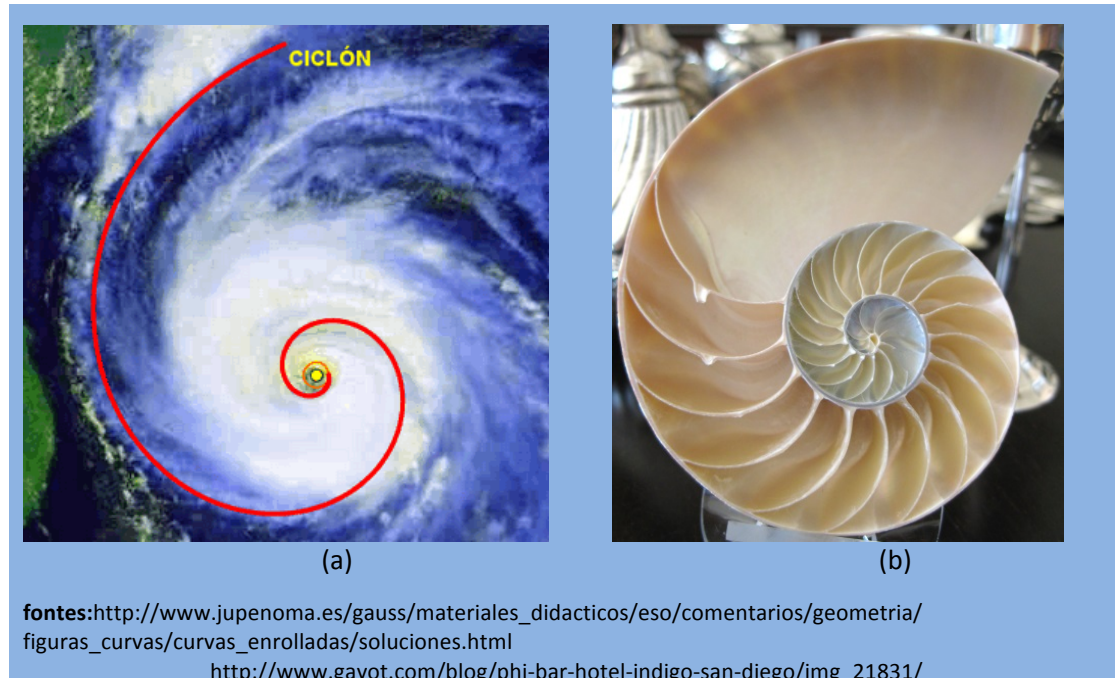 CICLÓN
(a)
(b)
fontes:http://www.jupenoma.es/gauss/materiales_didacticos/eso/comentarios/geometria/
figuras_curvas/curvas_enrolladas/soluciones.html
http://www.gayot.com/blog/phi-bar-hotel-indigo-san-diego/img_21831/